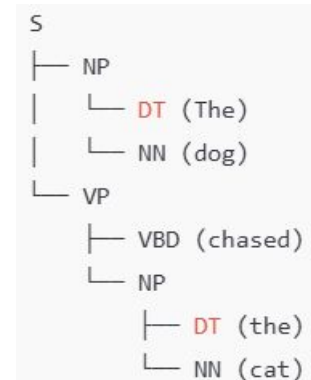 S
├── NP
│   └── DT (The)
│   └── NN (dog)
└── VP
    ├── VBD (chased)
    └── NP
        ├── DT (the)
        └── NN (cat)